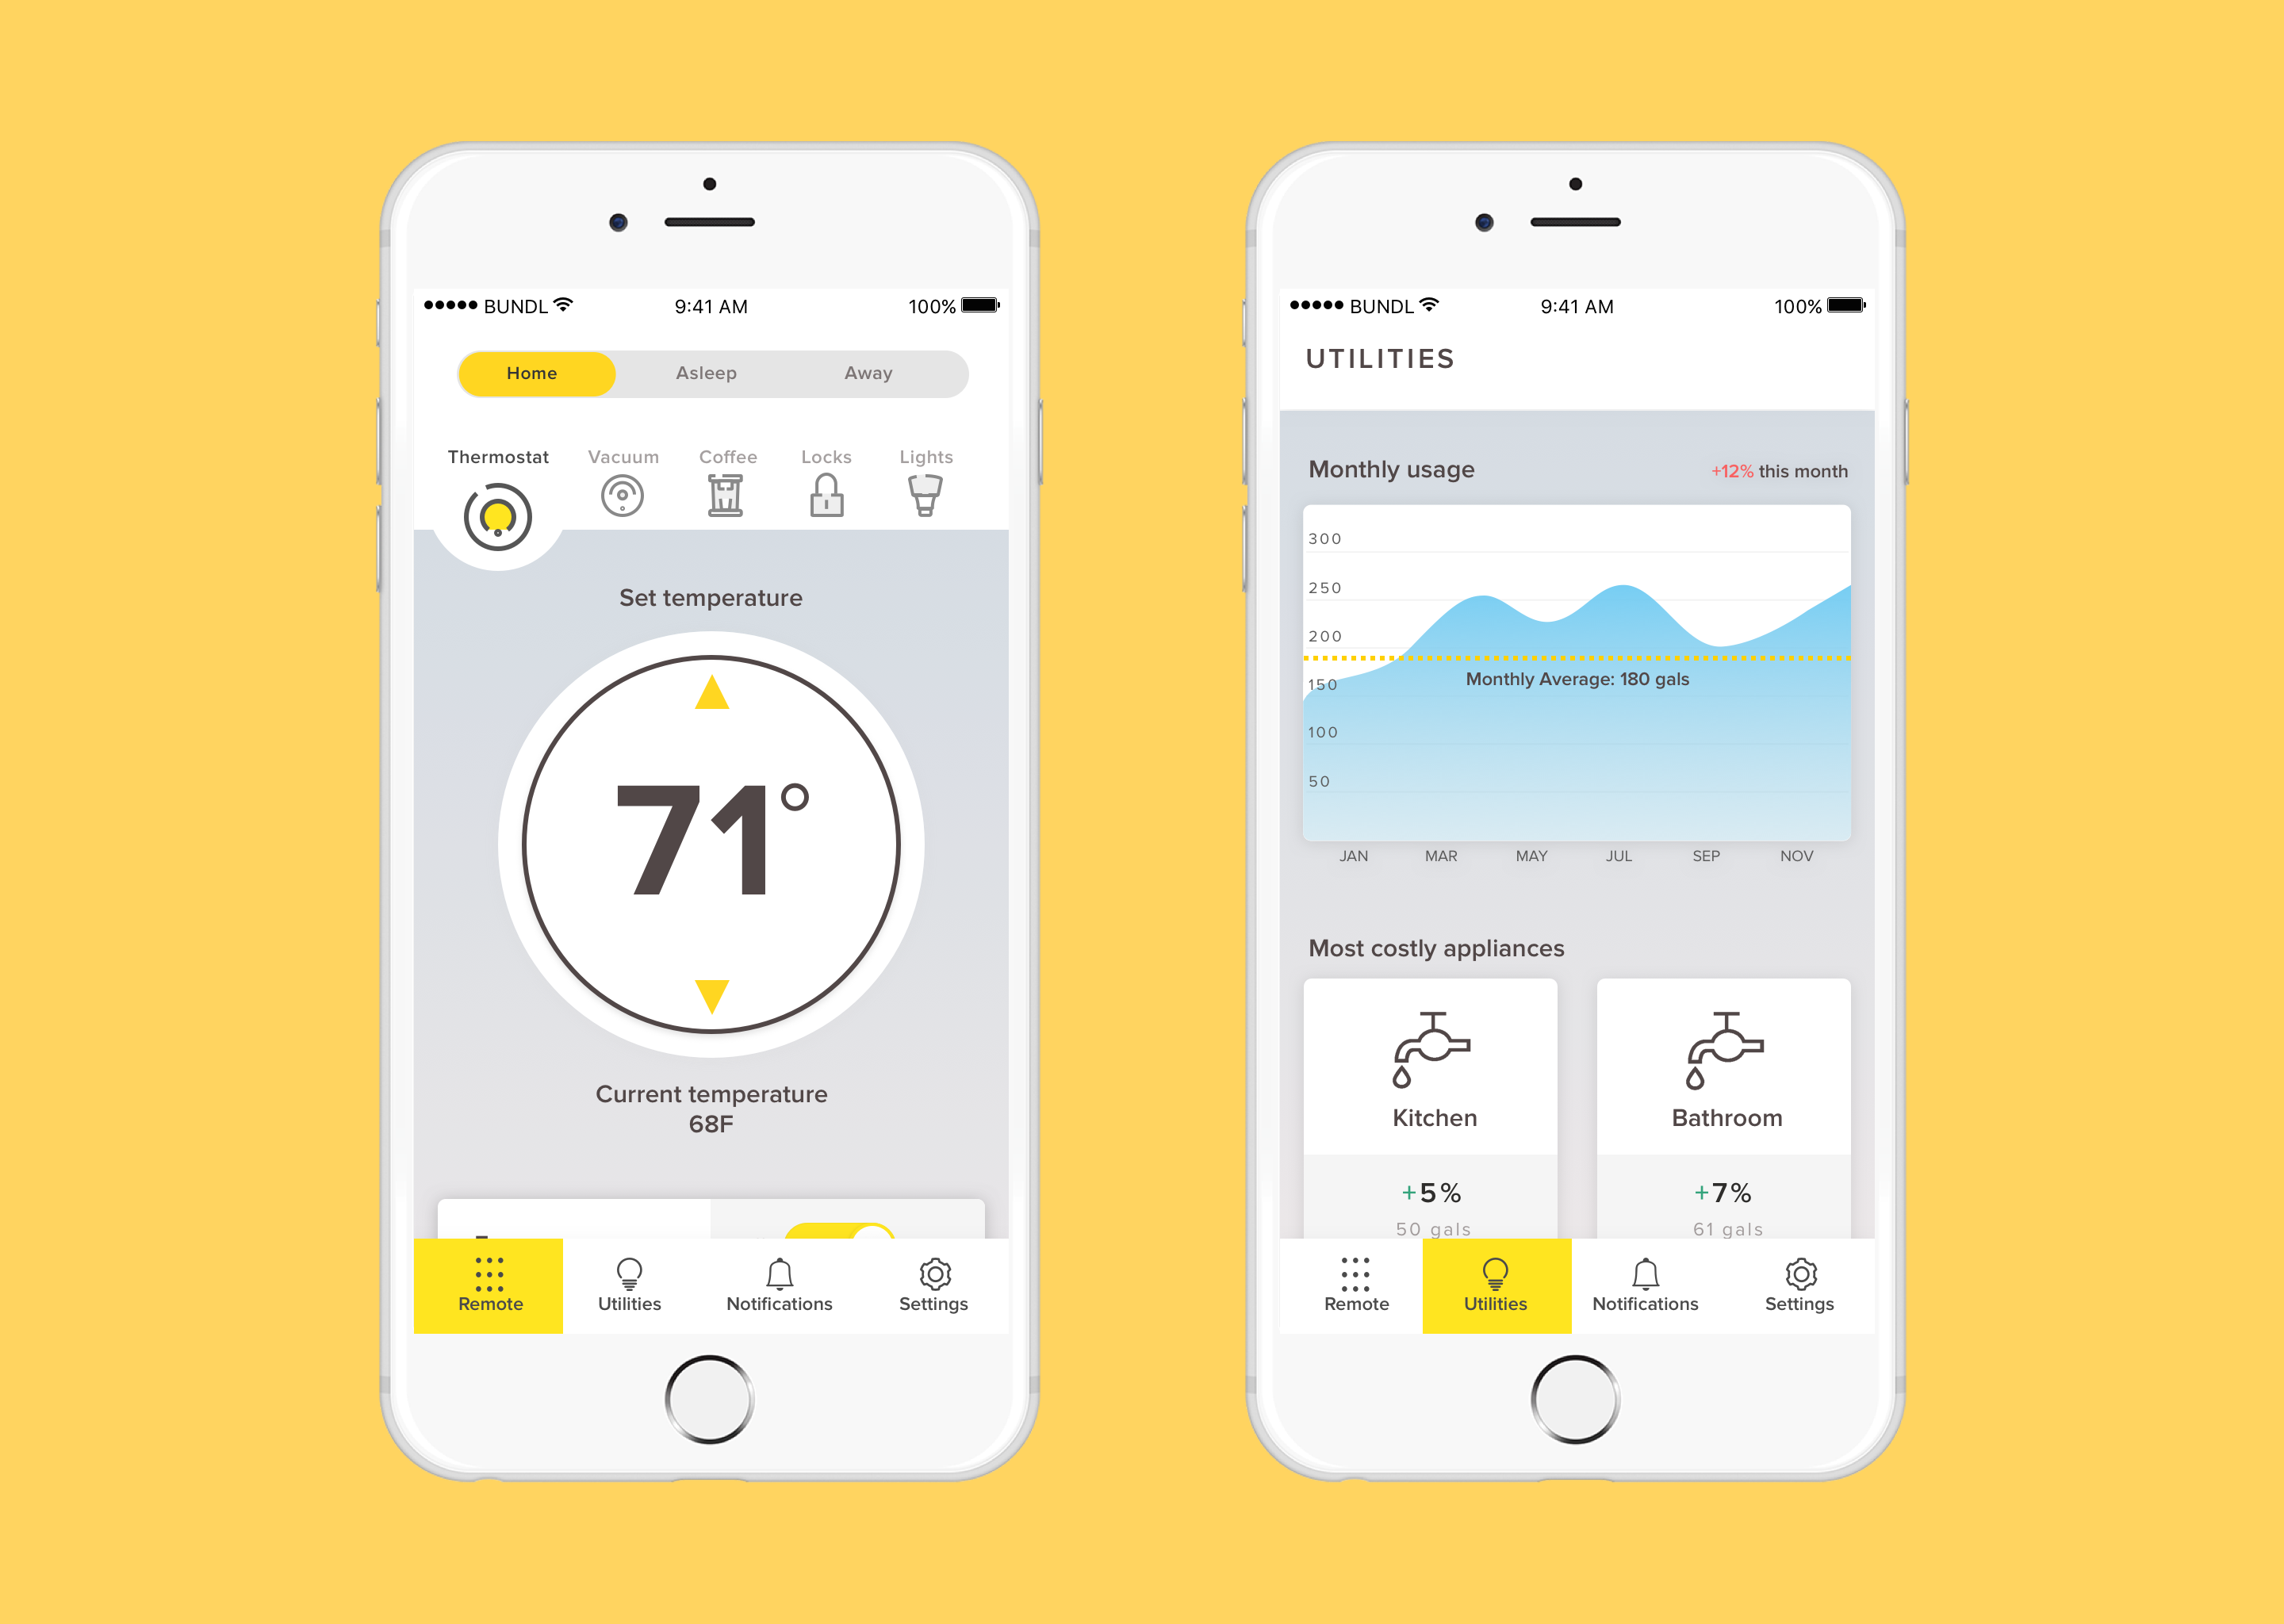 BUNDL
9:41 AM
100%
Home
Asleep
Away
Thermostat
Vacuum
Coffee
Locks
Lights
Set temperature
71°
Current temperature
68F
Remote
Utilities
Notifications
Settings
BUNDL
9:41 AM
100%
UTILITIES
Monthly usage
+12% this month
300
250
200
150
100
50
Monthly Average: 180 gals
JAN
MAR
MAY
JUL
SEP
NOV
Most costly appliances
Kitchen
+5%
50 gals
Bathroom
+7%
61 gals
Remote
Utilities
Notifications
Settings